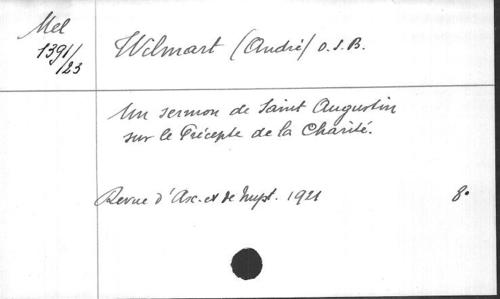 Mel
1391/
/23
Wilmart (André) O.S.B.
Un sermon de Saint Augustin
sur le Précepte de la Charité.
Revue d'Asc. et de Myst. 1921
8°